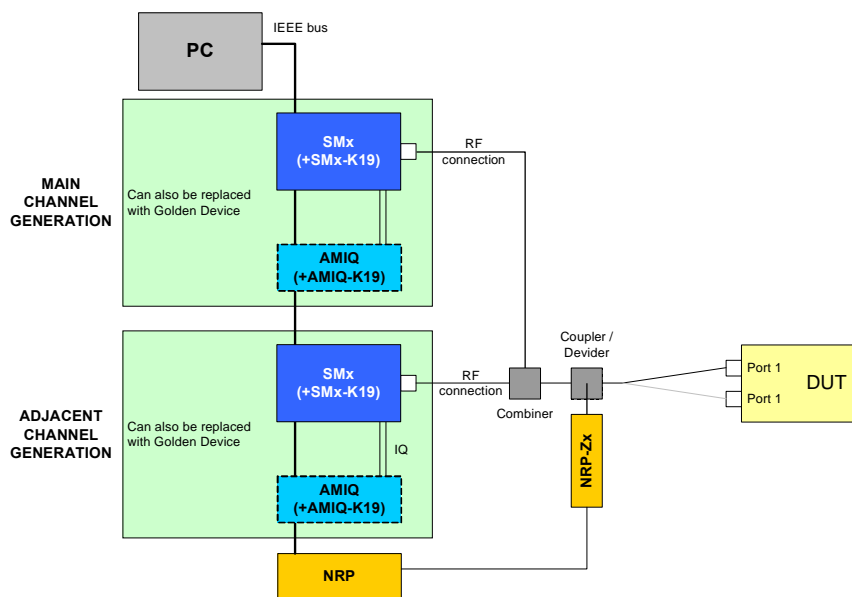 IEEE bus
PC
SMx
(+SMx-K19)
RF
connection
MAIN
CHANNEL
GENERATION
Can also be replaced
with Golden Device
AMIQ
(+AMIQ-K19)
Coupler /
Devider
SMx
(+SMx-K19)
RF
connection
Combiner
Port 1
DUT
Port 1
ADJACENT
CHANNEL
GENERATION
Can also be replaced
with Golden Device
IQ
NRP-Zx
AMIQ
(+AMIQ-K19)
NRP